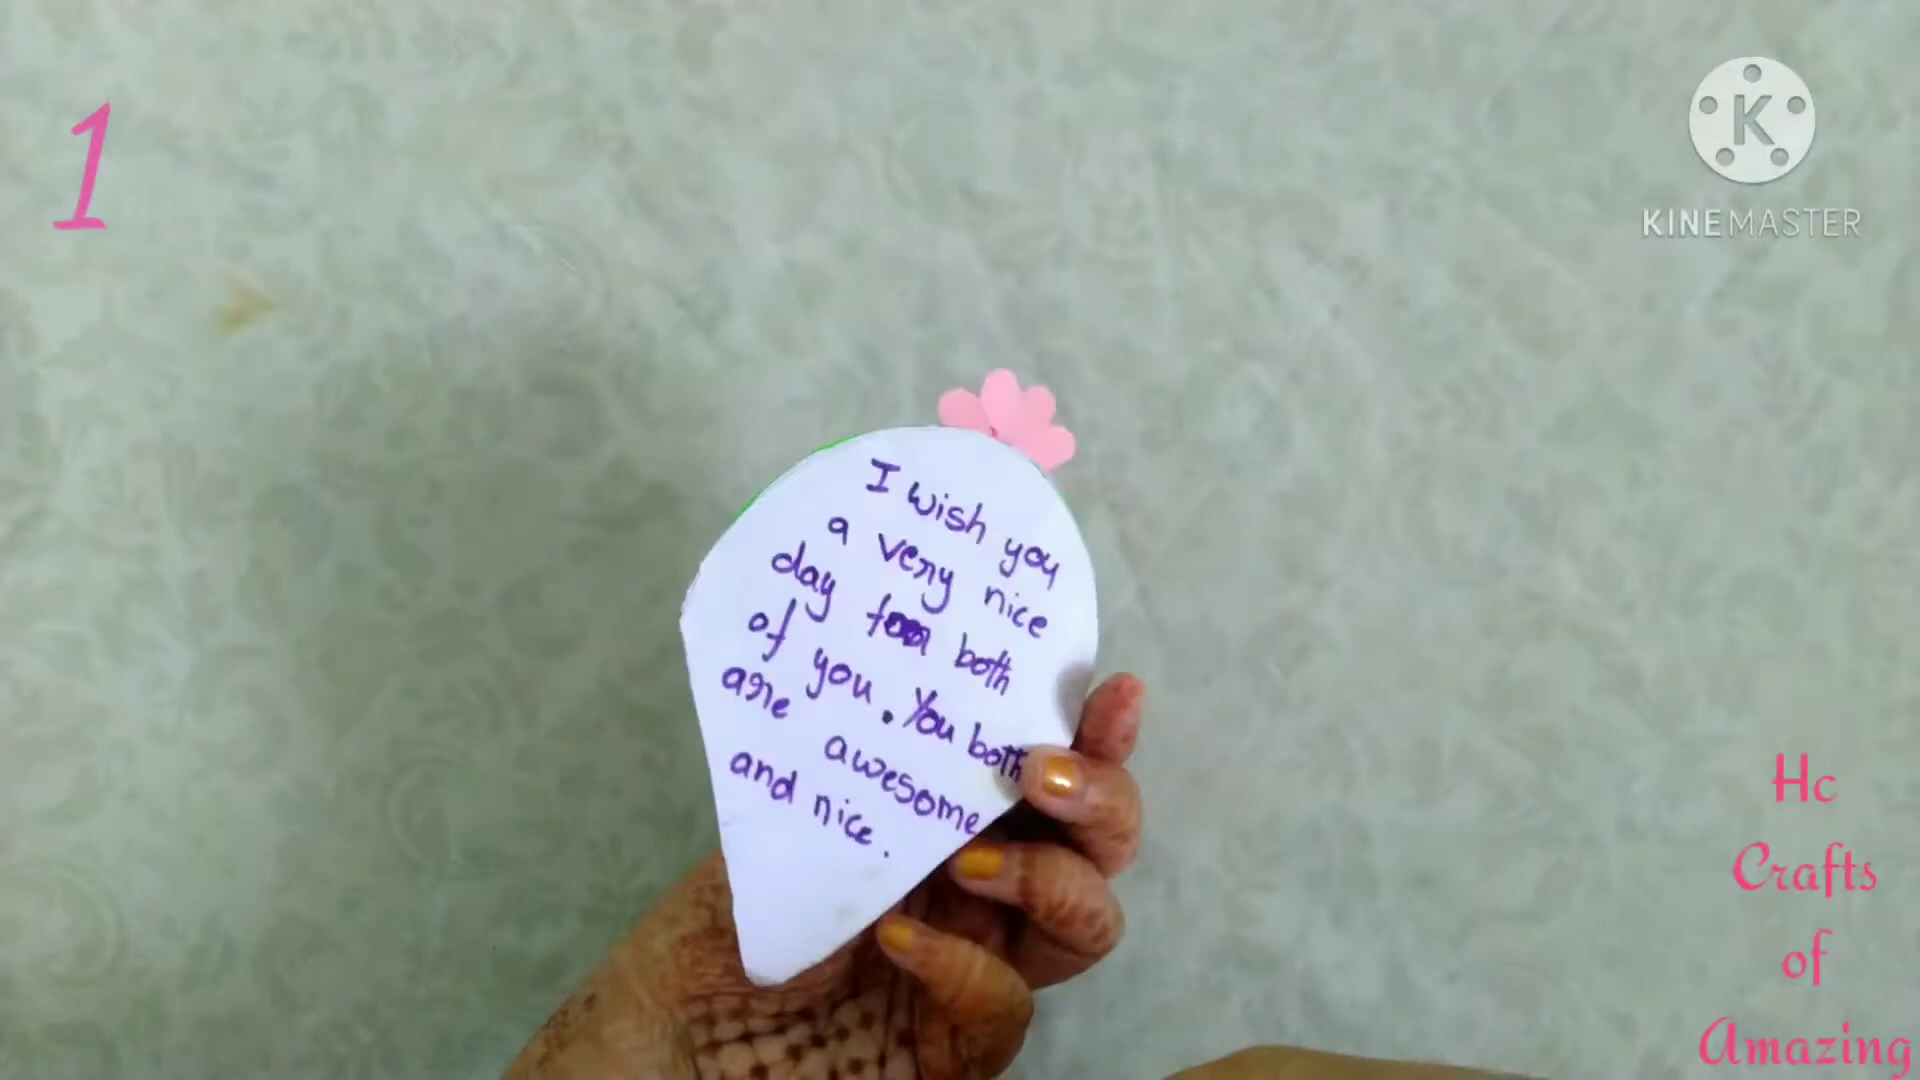 1
KINEMASTER
I wish you
a very nice
day both
of you. You both
are awesome
and nice.
Hc
Crafts
of
Amazing